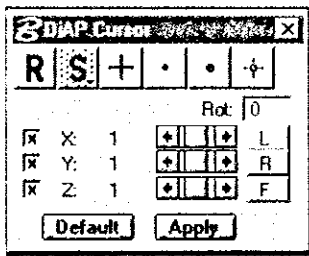 DiAP Cursor
R S
Rot: 0
X: 1 L
Y: 1 R
Z: 1 F
Default Apply